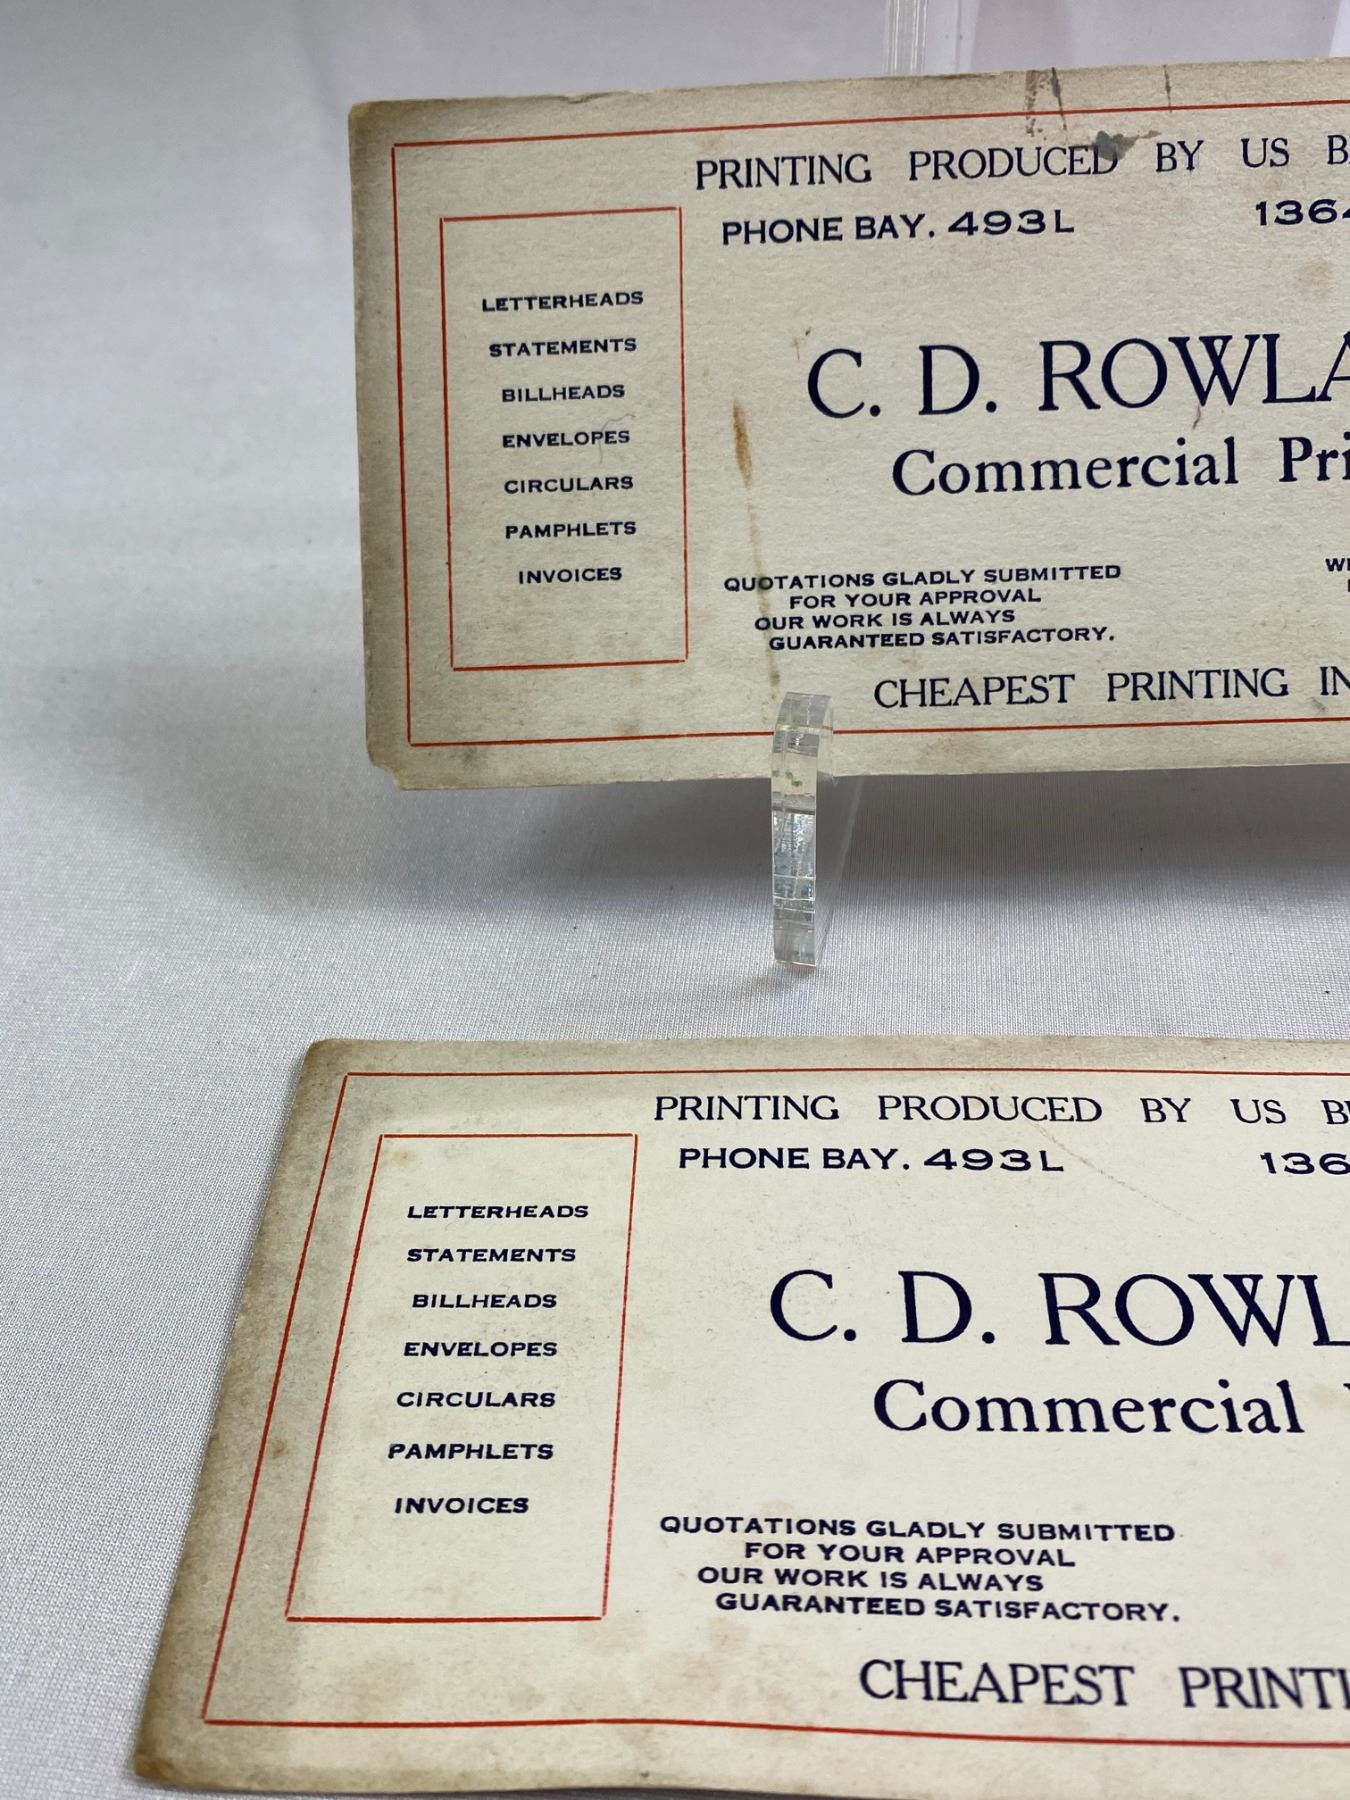 PRINTING PRODUCED BY US
PHONE BAY. 493L
LETTERHEADS
STATEMENTS
BILLHEADS
ENVELOPES
CIRCULARS
PAMPHLETS
INVOICES
C. D.
Commercial
QUOTATIONS GLADLY SUBMITTED
FOR YOUR APPROVAL
OUR WORK IS ALWAYS
GUARANTEED SATISFACTORY.
CHEAPEST PRINTING
PRINTING PRODUCED BY US
PHONE BAY. 493L
LETTERHEADS
STATEMENTS
BILLHEADS
ENVELOPES
CIRCULARS
PAMPHLETS
INVOICES
C. D.
Commercial
QUOTATIONS GLADLY SUBMITTED
FOR YOUR APPROVAL
OUR WORK IS ALWAYS
GUARANTEED SATISFACTORY.
CHEAPEST